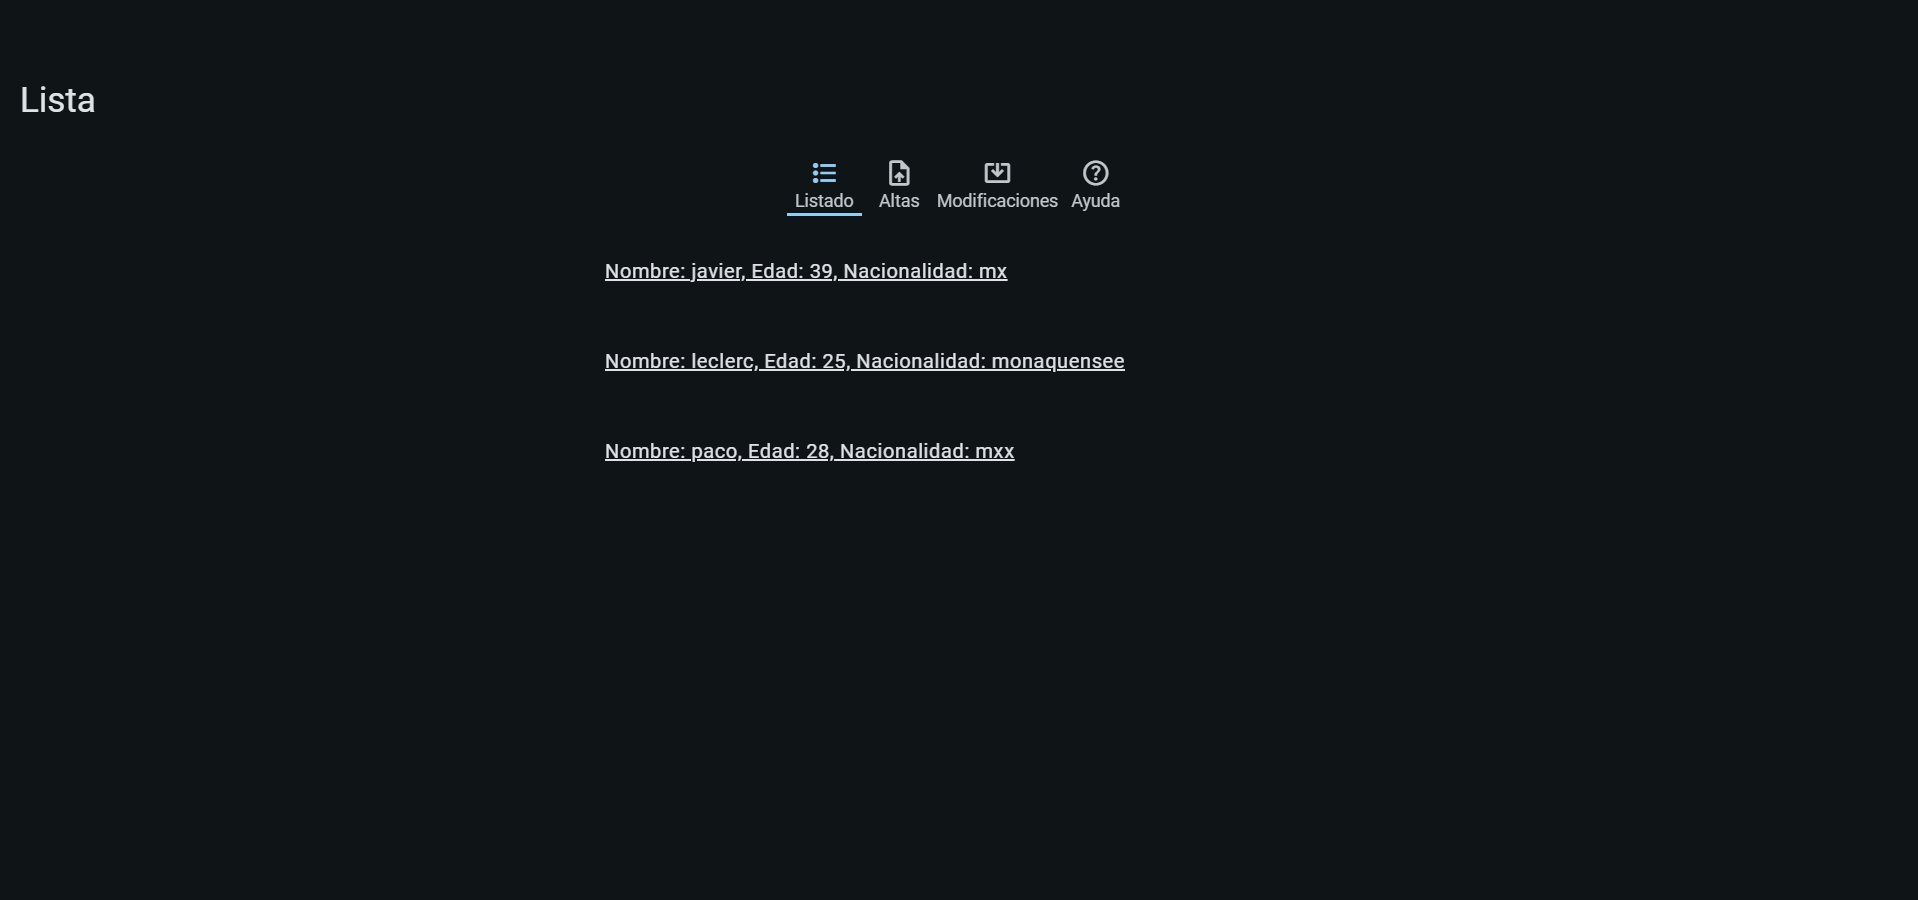 Lista
Listado Altas Modificaciones Ayuda
Nombre: javier, Edad: 39, Nacionalidad: mx
Nombre: leclerc, Edad: 25, Nacionalidad: monaquensee
Nombre: paco, Edad: 28, Nacionalidad: mxx